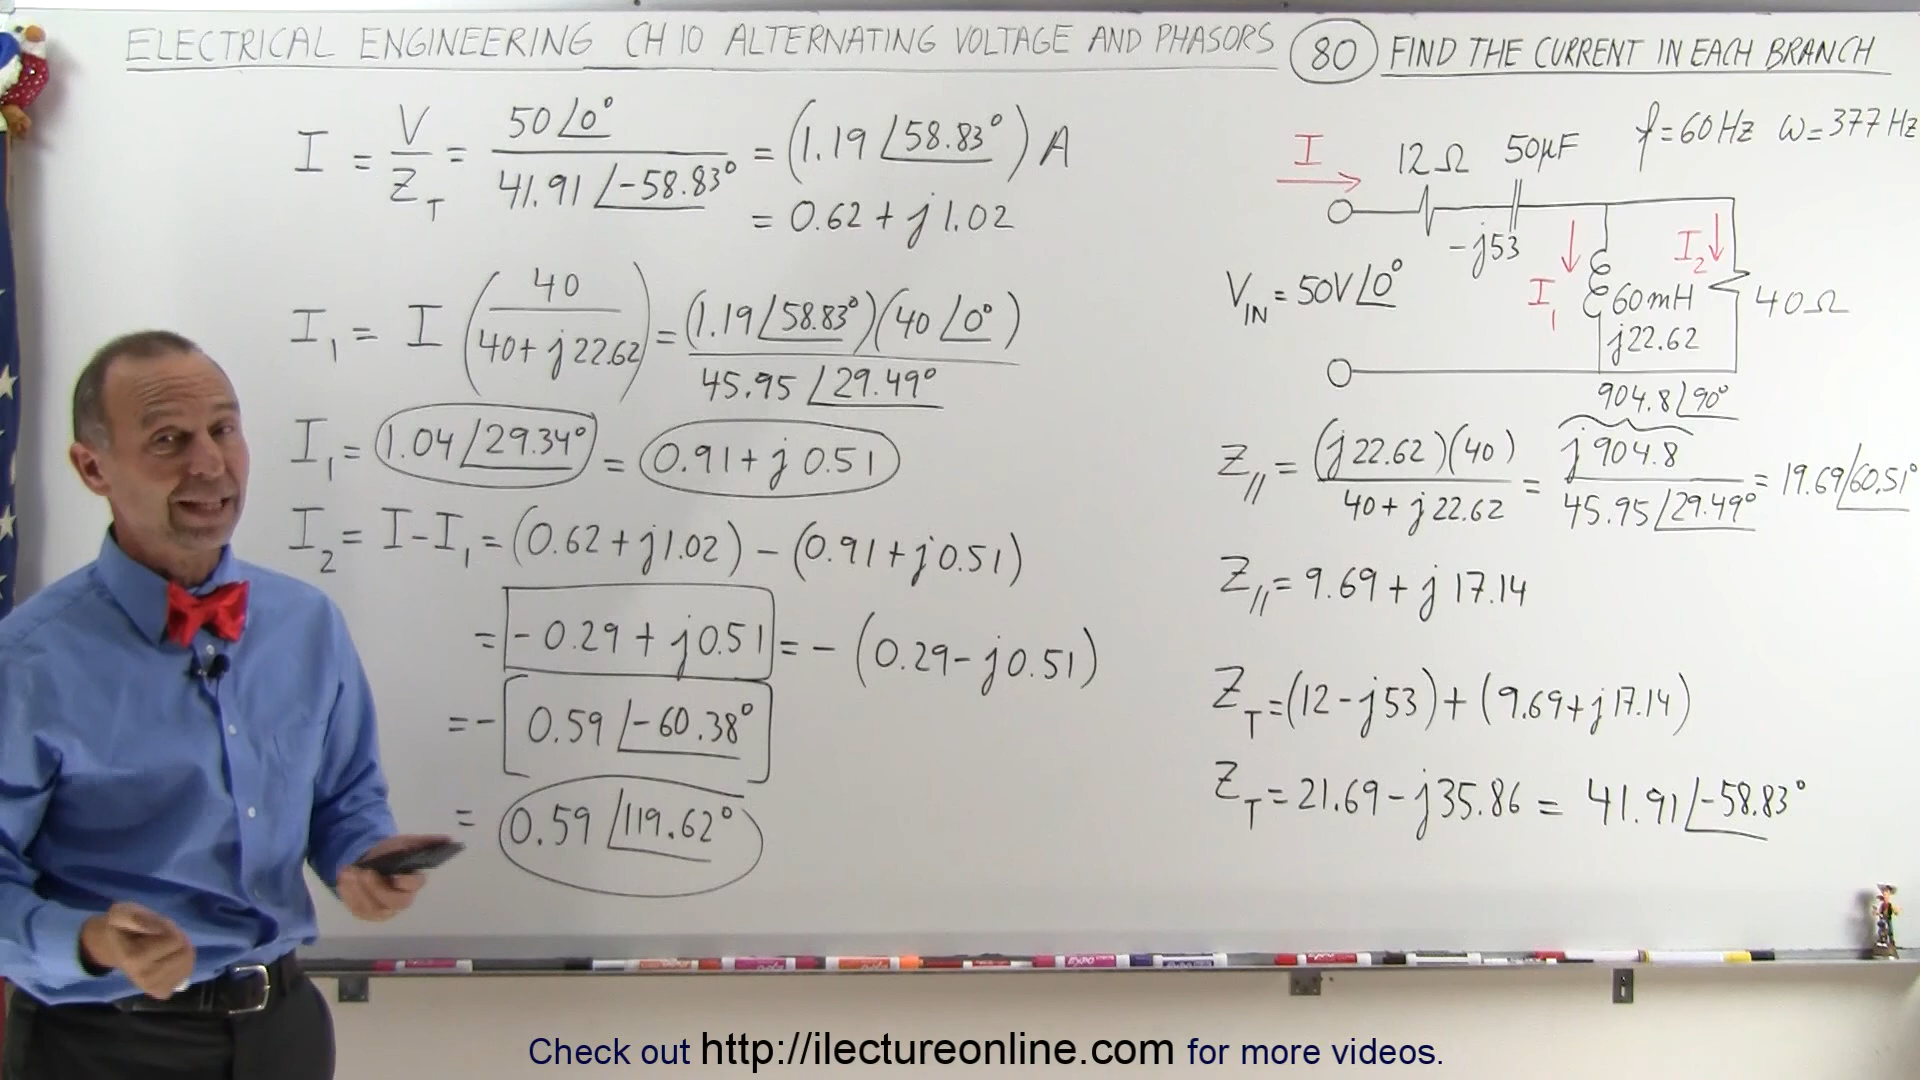 ELECTRICAL ENGINEERING CH 10 ALTERNATING VOLTAGE AND PHASORS (80) FIND THE CURRENT IN EACH BRANCH
I = V/Z_T = 50∠0° / 41.91∠-58.83° = (1.19∠58.83°) A
= 0.62 + j1.02
I₁ = I (40 / 40+j22.62) = (1.19∠58.83°)(40∠0°) / 45.95∠29.49°
I₁ = 1.04∠29.34° = 0.91 + j0.51
I₂ = I - I₁ = (0.62 + j1.02) - (0.91 + j0.51)
= -0.29 + j0.51 = -(0.29 - j0.51)
= -[0.59∠-60.38°]
= 0.59∠119.62°
f = 60 Hz ω = 377 Hz
I 12Ω 50μF
-j53
I₁ I₂
V_IN = 50V∠0°
60mH 40Ω
j22.62
904.8∠90°
Z_// = (j22.62)(40) / 40+j22.62 = j904.8 / 45.95∠29.49° = 19.69∠60.51°
Z_// = 9.69 + j17.14
Z_T = (12-j53) + (9.69+j17.14)
Z_T = 21.69 - j35.86 = 41.91∠-58.83°
Check out http://ilectureonline.com for more videos.